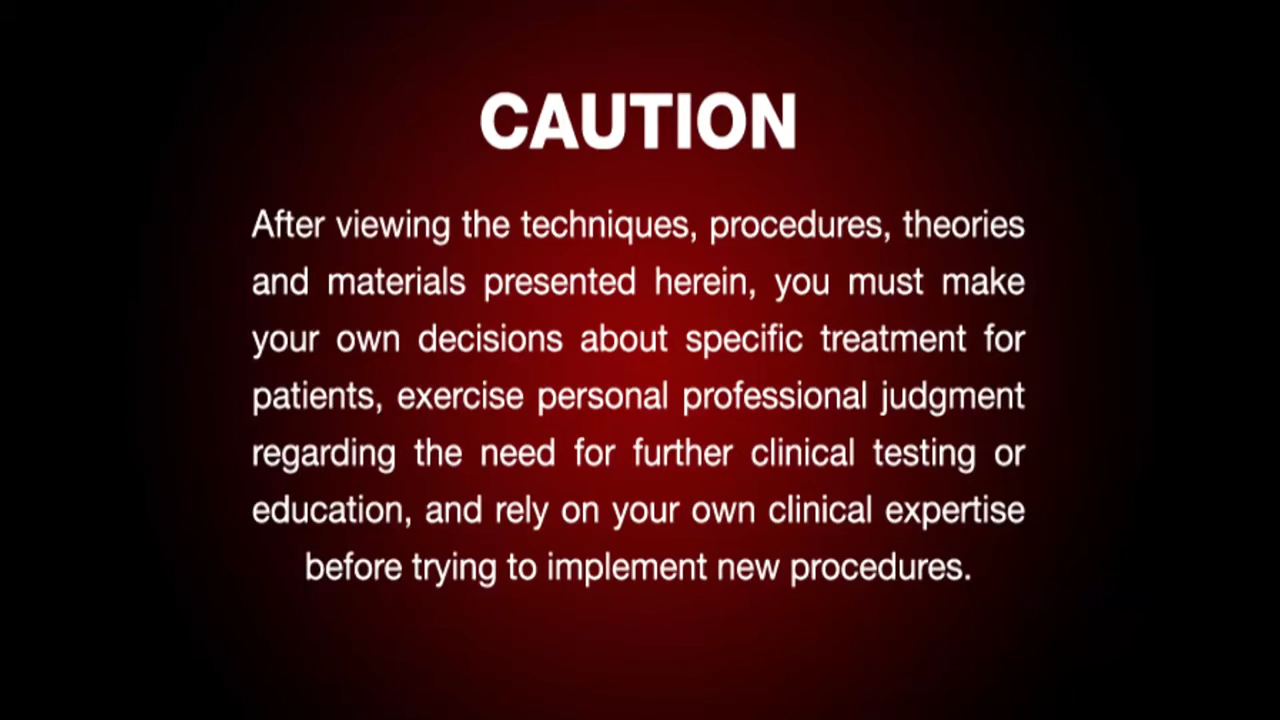 CAUTION
After viewing the techniques, procedures, theories
and materials presented herein, you must make
your own decisions about specific treatment for
patients, exercise personal professional judgment
regarding the need for further clinical testing or
education, and rely on your own clinical expertise
before trying to implement new procedures.